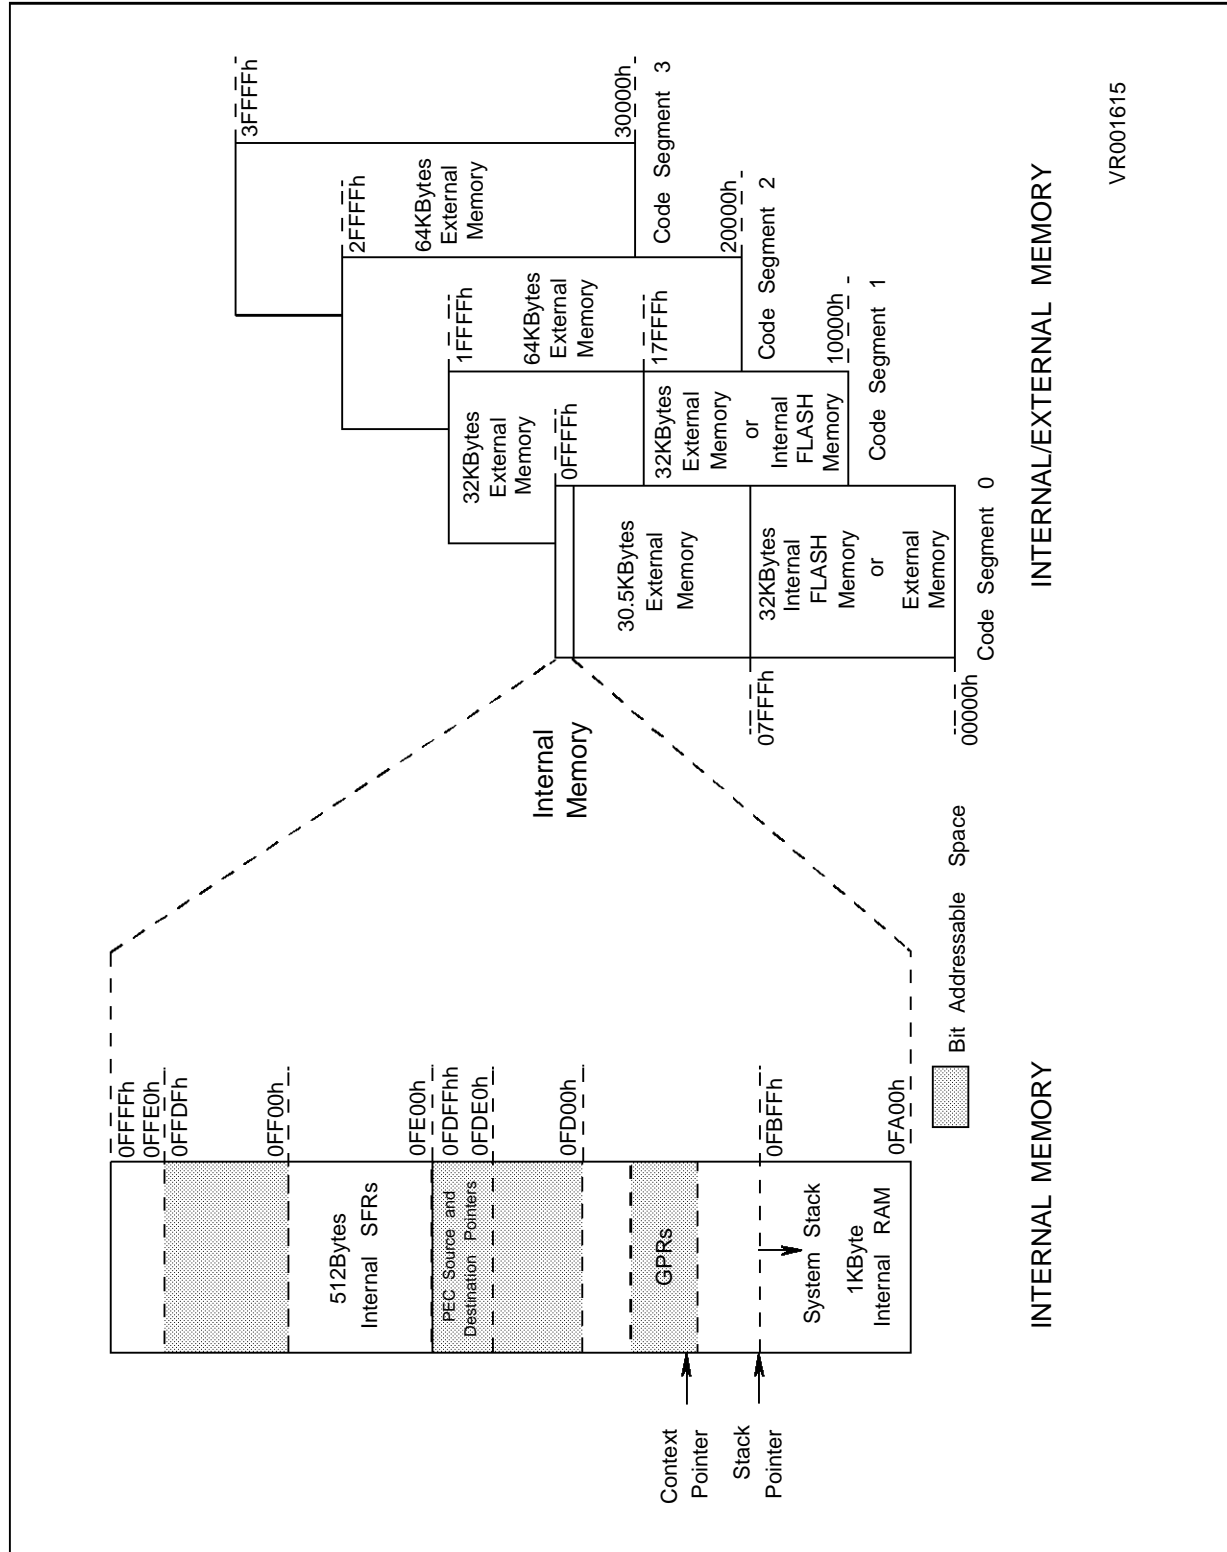 0FFFFh
0FFE0h
0FFDFh
0FF00h
512Bytes
Internal SFRs
0FE00h
0FDFFhh
PEC Source and
Destination Pointers
0FDE0h
0FD00h
GPRs
Context
Pointer
Stack
Pointer
0FBFFh
System Stack
1KByte
Internal RAM
0FA00h
Bit Addressable Space
INTERNAL MEMORY
Internal
Memory
3FFFFh
64KBytes
External
Memory
30000h
Code Segment 3
2FFFFh
64KBytes
External
Memory
20000h
Code Segment 2
1FFFFh
32KBytes
External
Memory
17FFFh
32KBytes
External
Memory
or
Internal
FLASH
Memory
10000h
Code Segment 1
0FFFFh
30.5KBytes
External
Memory
07FFFh
32KBytes
Internal
FLASH
Memory
or
External
Memory
00000h
Code Segment 0
INTERNAL/EXTERNAL MEMORY
VR001615